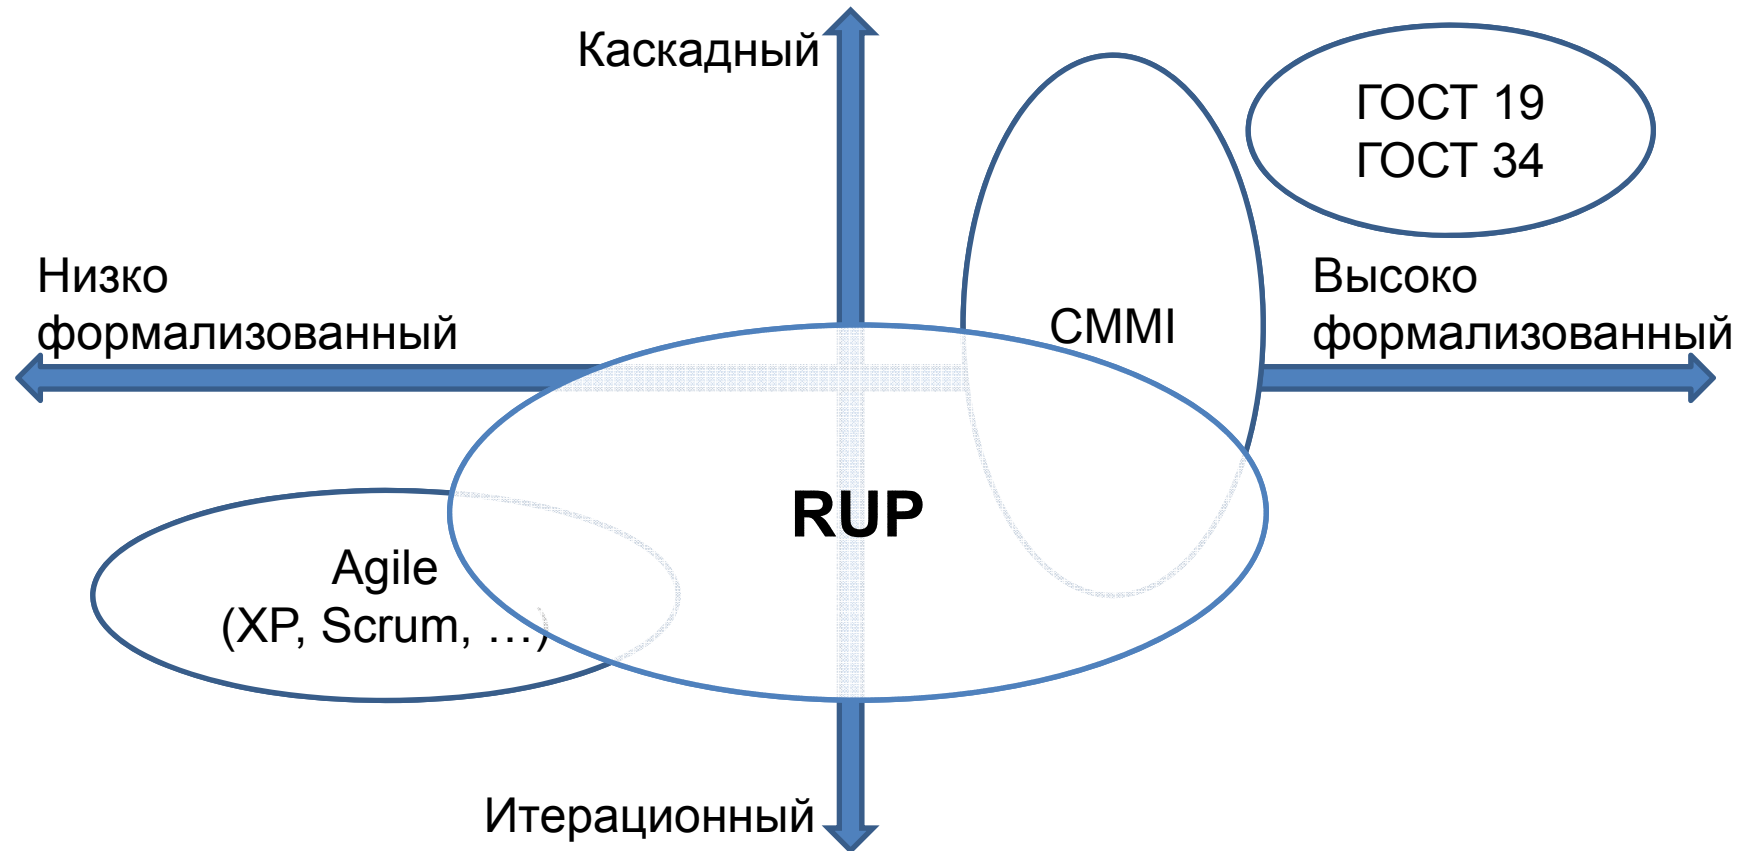 Каскадный
ГОСТ 19
ГОСТ 34
Низко
формализованный
Высоко
формализованный
CMMI
RUP
Agile
(XP, Scrum, …)
Итерационный